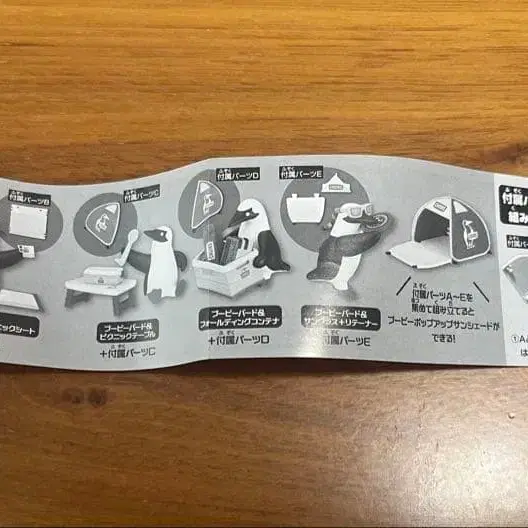 付属パーツB
付属パーツC
付属パーツD
付属パーツE
ックシート
ブービーバード&
ピクニックテーブル
+付属パーツC
ブービーバード&
フォールディングコンテナ
+付属パーツD
ブービーバード&
サングラス+リテーナー
付属パーツE
付属パーツA~Eを
集めて組み立てると
ブービーポップアップサンシェードが
できる!
付属パ
組み
①A
は